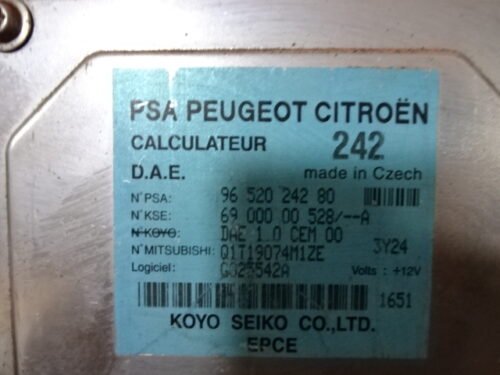 PSA PEUGEOT CITROËN
CALCULATEUR 242
D.A.E. made in Czech
N°PSA: 96 520 242 80
N°KSE: 69 000 00 528/--A
N°KOYO: DAE 1.0 CEM 00
N°MITSUBISHI: Q1T19074M1ZE 3Y24
Logiciel: Volts : +12V
1651
KOYO SEIKO CO.,LTD.
EPCE